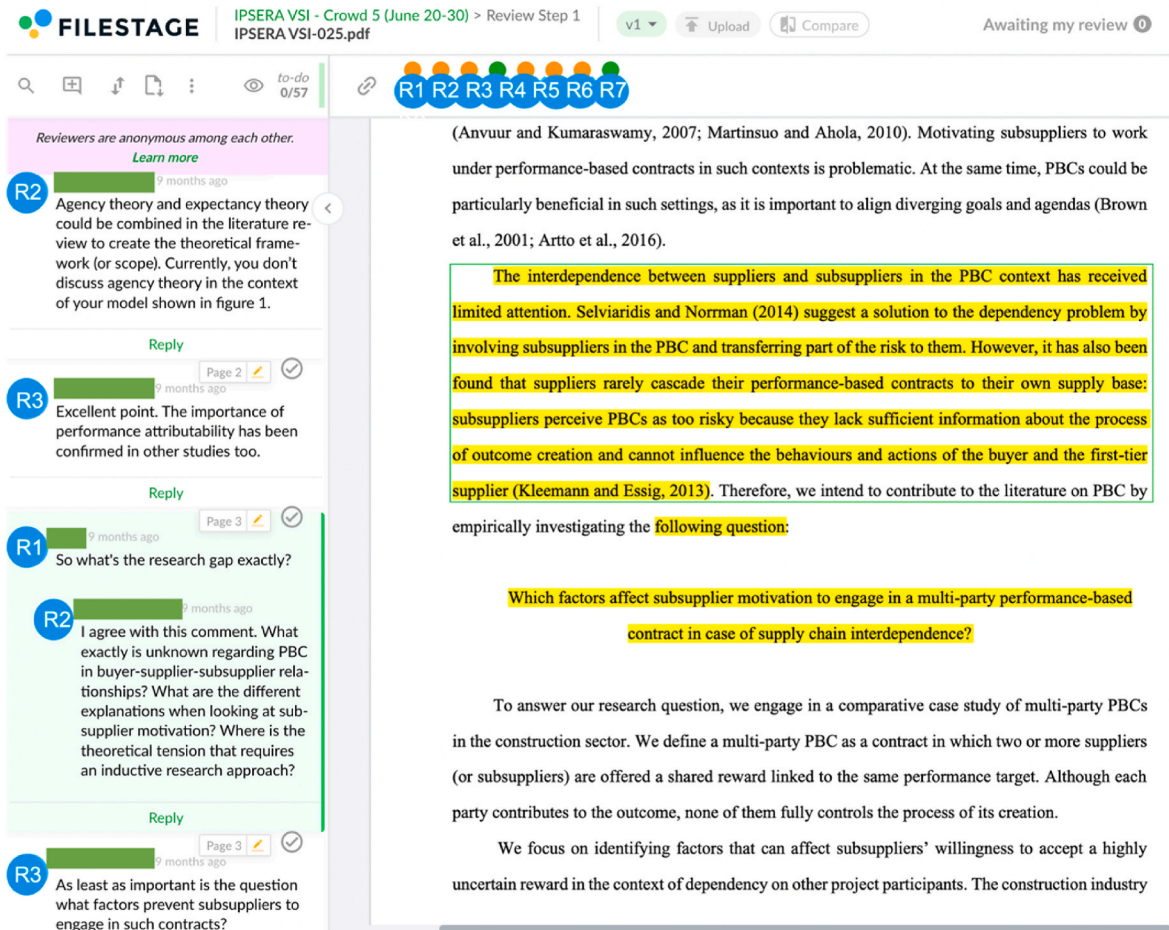 FILESTAGE
IPSERA VSI - Crowd 5 (June 20-30) > Review Step 1
IPSERA VSI-025.pdf
v1
Upload
Compare
Awaiting my review 0
to-do
0/57
R1 R2 R3 R4 R5 R6 R7
Reviewers are anonymous among each other.
Learn more
R2
9 months ago
Agency theory and expectancy theory
could be combined in the literature re-
view to create the theoretical frame-
work (or scope). Currently, you don't
discuss agency theory in the context
of your model shown in figure 1.
Reply
Page 2
R3
9 months ago
Excellent point. The importance of
performance attributability has been
confirmed in other studies too.
Reply
Page 3
R1
9 months ago
So what's the research gap exactly?
R2
9 months ago
I agree with this comment. What
exactly is unknown regarding PBC
in buyer-supplier-subsupplier rela-
tionships? What are the different
explanations when looking at sub-
supplier motivation? Where is the
theoretical tension that requires
an inductive research approach?
Reply
Page 3
R3
9 months ago
As least as important is the question
what factors prevent subsuppliers to
engage in such contracts?
(Anvuur and Kumaraswamy, 2007; Martinsuo and Ahola, 2010). Motivating subsuppliers to work
under performance-based contracts in such contexts is problematic. At the same time, PBCs could be
particularly beneficial in such settings, as it is important to align diverging goals and agendas (Brown
et al., 2001; Artto et al., 2016).
The interdependence between suppliers and subsuppliers in the PBC context has received
limited attention. Selviaridis and Norrman (2014) suggest a solution to the dependency problem by
involving subsuppliers in the PBC and transferring part of the risk to them. However, it has also been
found that suppliers rarely cascade their performance-based contracts to their own supply base:
subsuppliers perceive PBCs as too risky because they lack sufficient information about the process
of outcome creation and cannot influence the behaviours and actions of the buyer and the first-tier
supplier (Kleemann and Essig, 2013). Therefore, we intend to contribute to the literature on PBC by
empirically investigating the following question:
Which factors affect subsupplier motivation to engage in a multi-party performance-based
contract in case of supply chain interdependence?
To answer our research question, we engage in a comparative case study of multi-party PBCs
in the construction sector. We define a multi-party PBC as a contract in which two or more suppliers
(or subsuppliers) are offered a shared reward linked to the same performance target. Although each
party contributes to the outcome, none of them fully controls the process of its creation.
We focus on identifying factors that can affect subsuppliers' willingness to accept a highly
uncertain reward in the context of dependency on other project participants. The construction industry